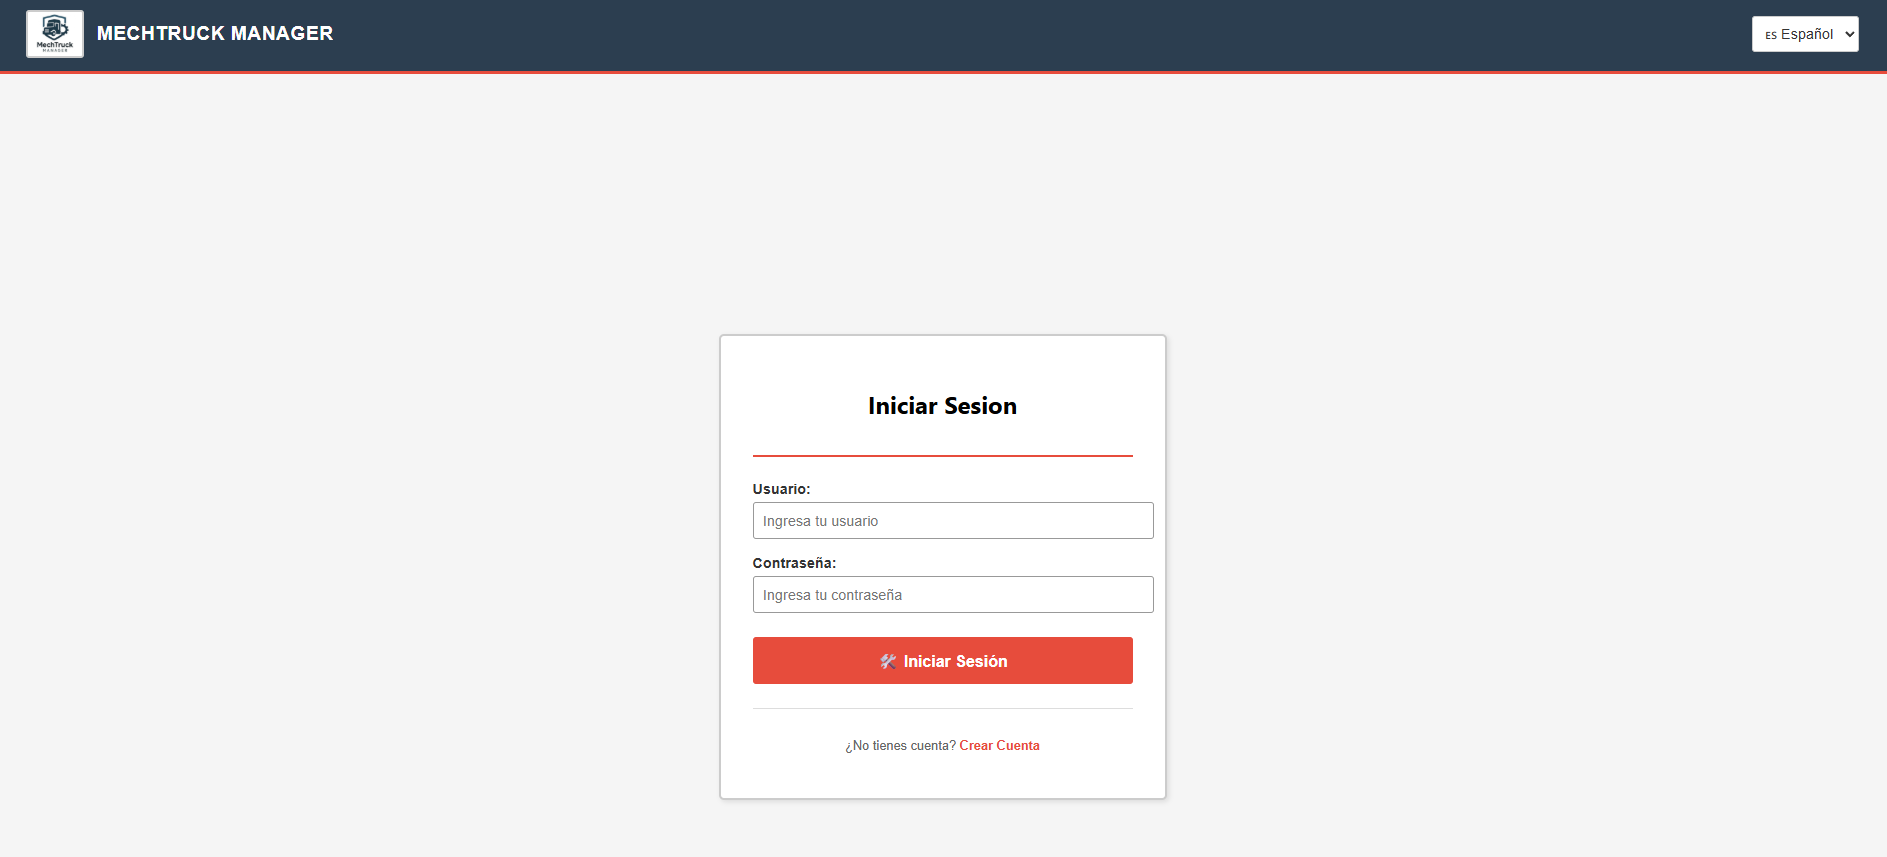 MechTruck
MANAGER
MECHTRUCK MANAGER
ES Español
Iniciar Sesion
Usuario:
Ingresa tu usuario
Contraseña:
Ingresa tu contraseña
Iniciar Sesión
¿No tienes cuenta? Crear Cuenta